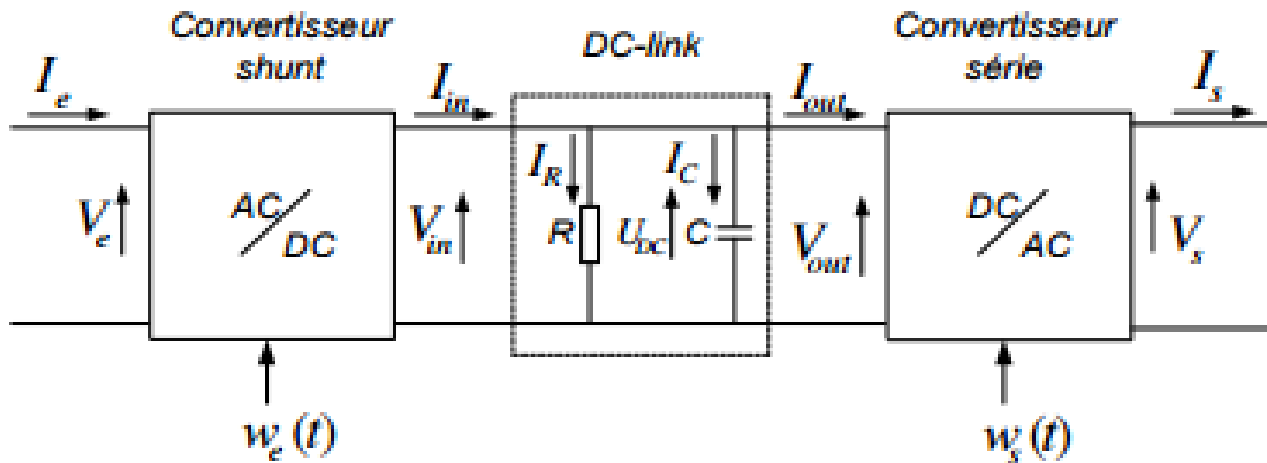 Convertisseur
shunt
DC-link
Convertisseur
série
I_e
I_in
I_out
I_s
I_R
I_C
V_e
AC/DC
V_in
R
U_DC
C
V_out
DC/AC
V_s
w_e(t)
w_s(t)